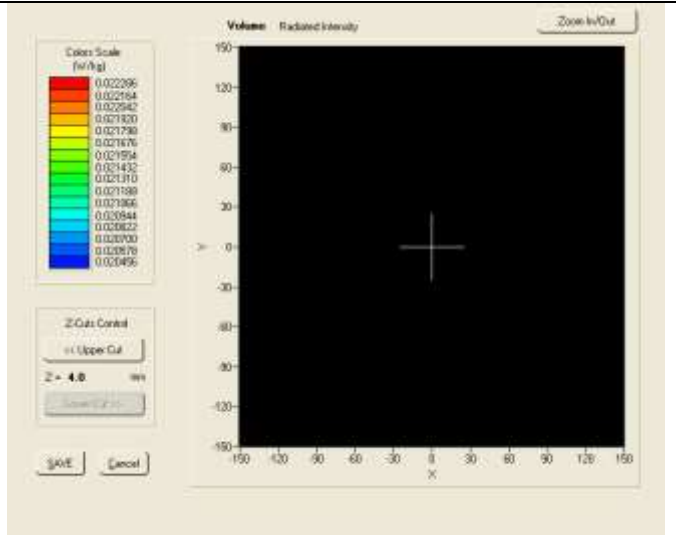 Volume Radiated Intensity
Zoom In/Out
Colors Scale
(W/kg)
0.022286
0.022164
0.022042
0.021920
0.021798
0.021676
0.021554
0.021432
0.021310
0.021188
0.021066
0.020944
0.020822
0.020700
0.020578
0.020456
150
120
90
60
30
0
-30
-60
-90
-120
-150
Y
-150 -120 -90 -60 -30 0 30 60 90 120 150
X
Z-Cuts Control
<< Upper Cut
Z = 4.0 mm
SAVE
Cancel